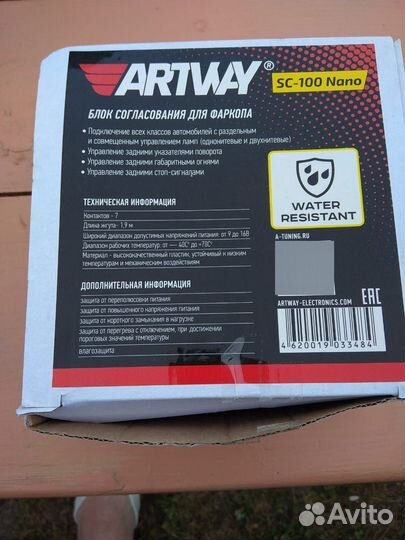 ARTWAY®
SC-100 Nano
БЛОК СОГЛАСОВАНИЯ ДЛЯ ФАРКОПА
• Подключение всех классов автомобилей с раздельным
и совмещенным управлением ламп (однонитевые и двухнитевые)
• Управление задними указателями поворота
• Управление задними габаритными огнями
• Управление задними стоп-сигналами
WATER
RESISTANT
ТЕХНИЧЕСКАЯ ИНФОРМАЦИЯ
Контактов - 7
Длина жгута- 1,9 м
Широкий диапазон допустимых напряжений питания: от 9 до 16В
Диапазон рабочих температур: от — 40C° до +70C°
Материал - высококачественный пластик, устойчивый к низким
температурам и механическим воздействиям
A-TUNING.RU
ДОПОЛНИТЕЛЬНАЯ ИНФОРМАЦИЯ
защита от переполюсовки питания
защита от повышенного напряжения питания
защита от короткого замыкания в нагрузке
защита от перегрева с отключением, при достижении
пороговых значений температуры
влагозащита
ARTWAY-ELECTRONICS.COM
EAC
4 620019 033484
Avito